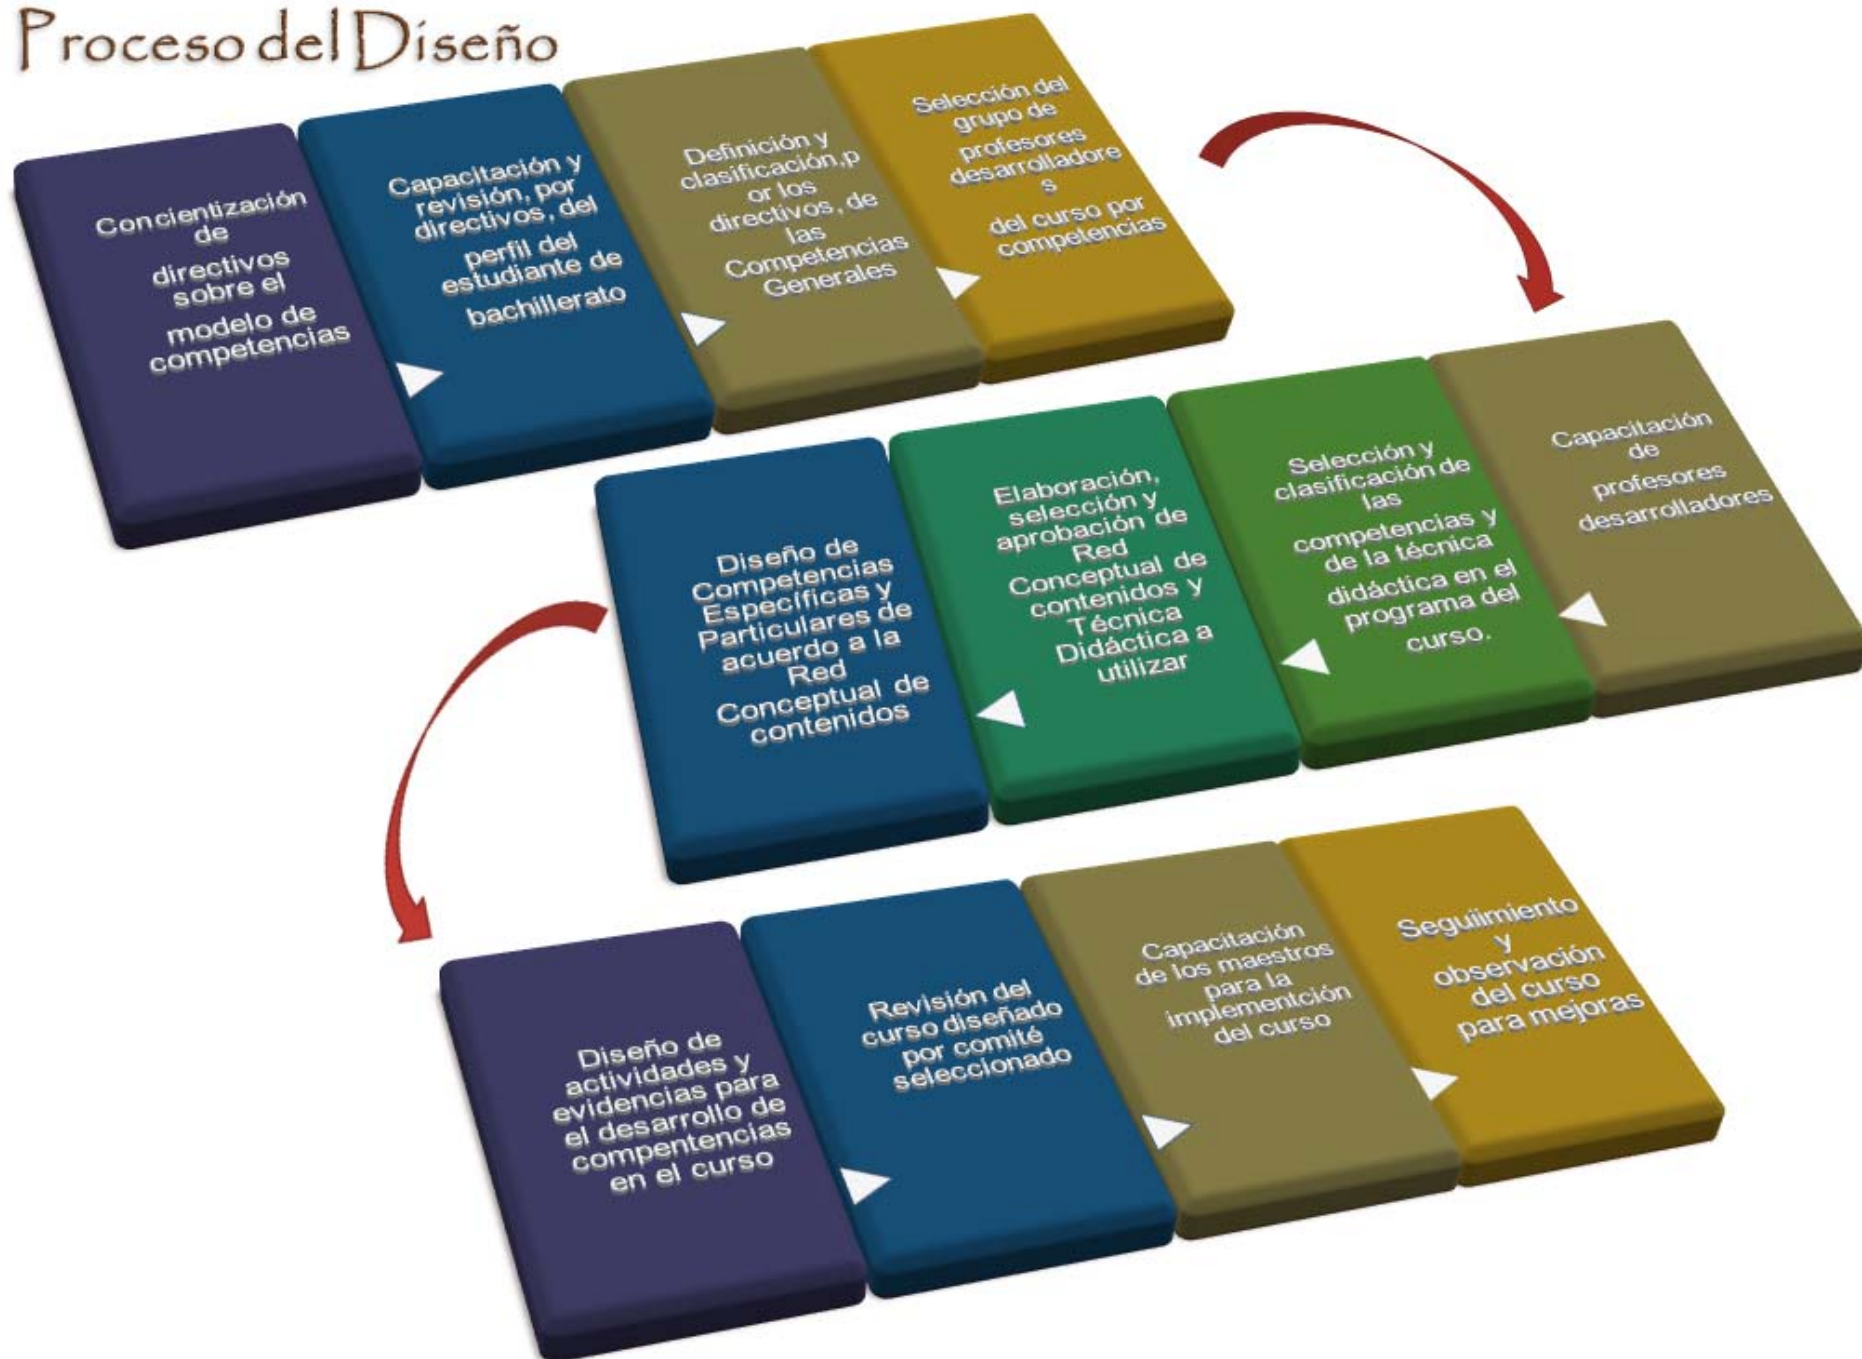 Proceso del Diseño
Concientización
de
directivos
sobre el
modelo de
competencias
Capacitación y
revisión, por
directivos, del
perfil del
estudiante de
bachillerato
Definición y
clasificación,p
or los
directivos, de
las
Competencias
Generales
Selección del
grupo de
profesores
desarrolladore
s
del curso por
competencias
Capacitación
de
profesores
desarrolladores
Selección y
clasificación de
las
competencias y
de la técnica
didáctica en el
programa del
curso.
Elaboración,
selección y
aprobación de
Red
Conceptual de
contenidos y
Técnica
Didáctica a
utilizar
Diseño de
Competencias
Específicas y
Particulares de
acuerdo a la
Red
Conceptual de
contenidos
Diseño de
actividades y
evidencias para
el desarrollo de
compentencias
en el curso
Revisión del
curso diseñado
por comité
seleccionado
Capacitación
de los maestros
para la
implementción
del curso
Seguiimiento
y
observación
del curso
para mejoras